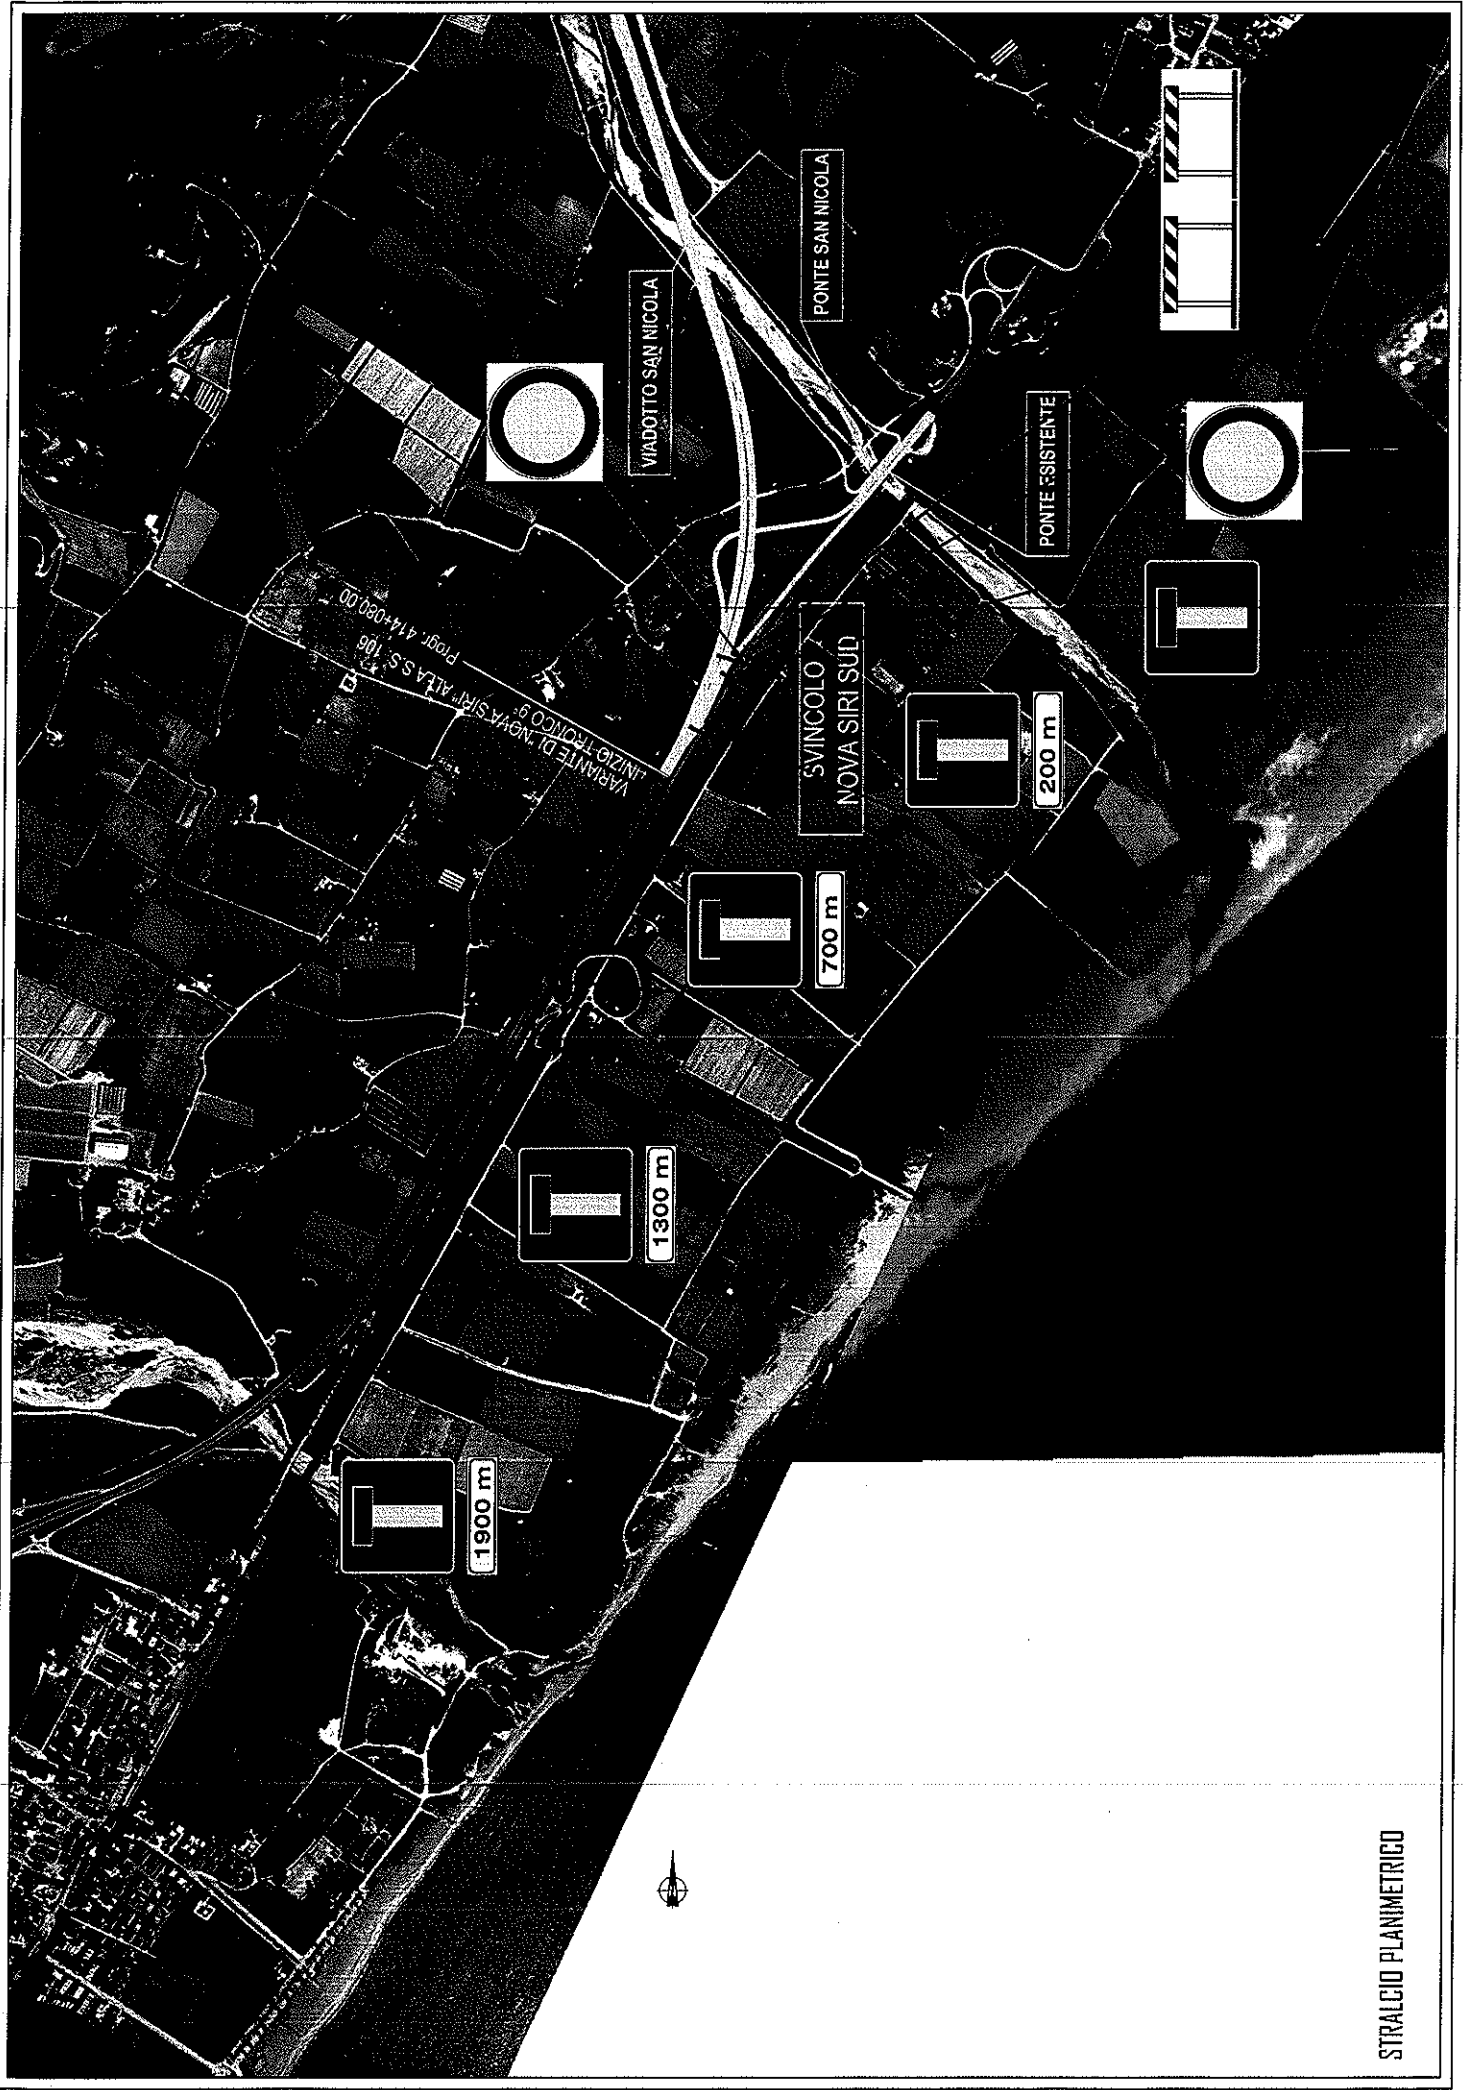 VIADOTTO SAN NICOLA
PONTE SAN NICOLA
PONTE ESISTENTE
VARIANTE DI "NOVA SIRI" ALLA S.S. 106
INIZIO TRONCO 9°
Progr. 414+080.00
SVINCOLO
NOVA SIRI SUD
200 m
700 m
1300 m
1900 m
STRALCIO PLANIMETRICO